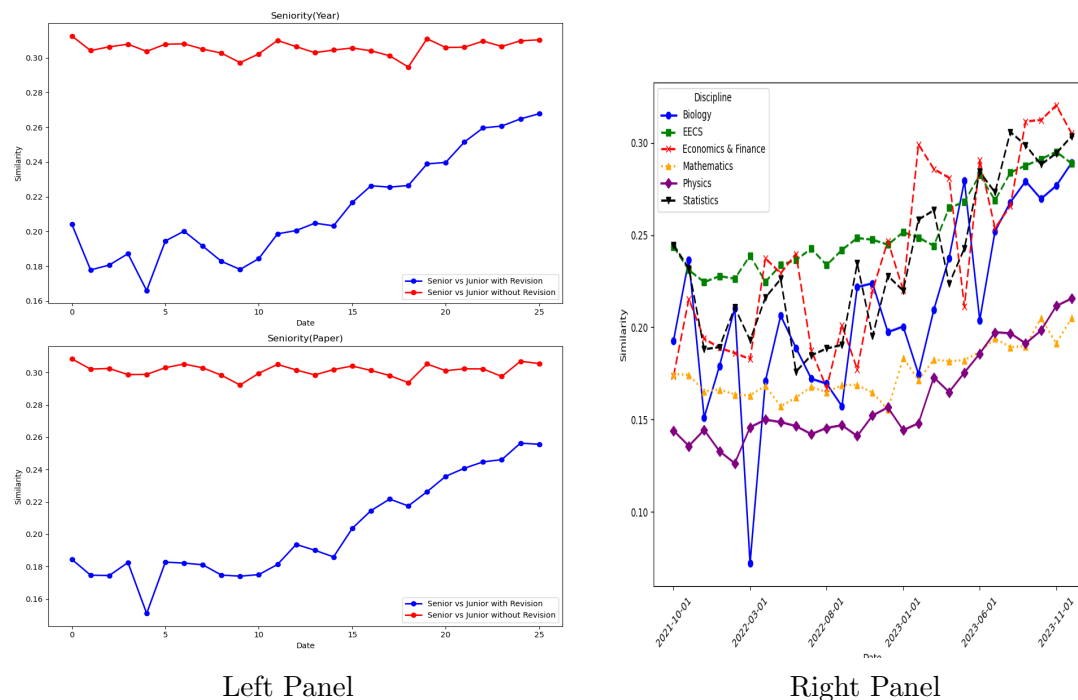 Seniority(Year)
0.30
0.28
0.26
0.24
0.22
0.20
0.18
0.16
Similarity
Senior vs Junior with Revision
Senior vs Junior without Revision
0
5
10
15
20
25
Date
Seniority(Paper)
0.30
0.28
0.26
0.24
0.22
0.20
0.18
0.16
Similarity
Senior vs Junior with Revision
Senior vs Junior without Revision
0
5
10
15
20
25
Date
Left Panel
Discipline
Biology
EECS
Economics & Finance
Mathematics
Physics
Statistics
0.30
0.25
0.20
0.15
0.10
Similarity
2021-10-01
2022-03-01
2022-08-01
2023-01-01
2023-06-01
2023-11-01
Date
Right Panel